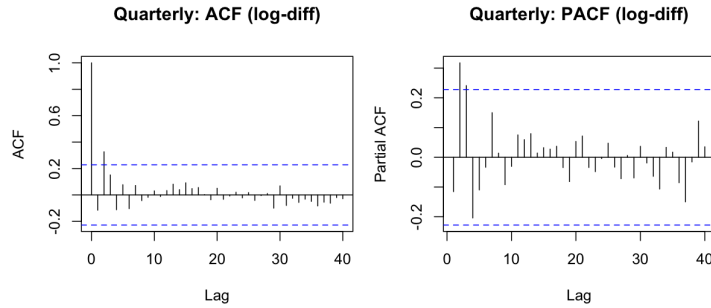 Quarterly: ACF (log-diff)
ACF
1.0
0.6
0.2
-0.2
0 10 20 30 40
Lag
Quarterly: PACF (log-diff)
Partial ACF
0.2
0.0
-0.2
0 10 20 30 40
Lag